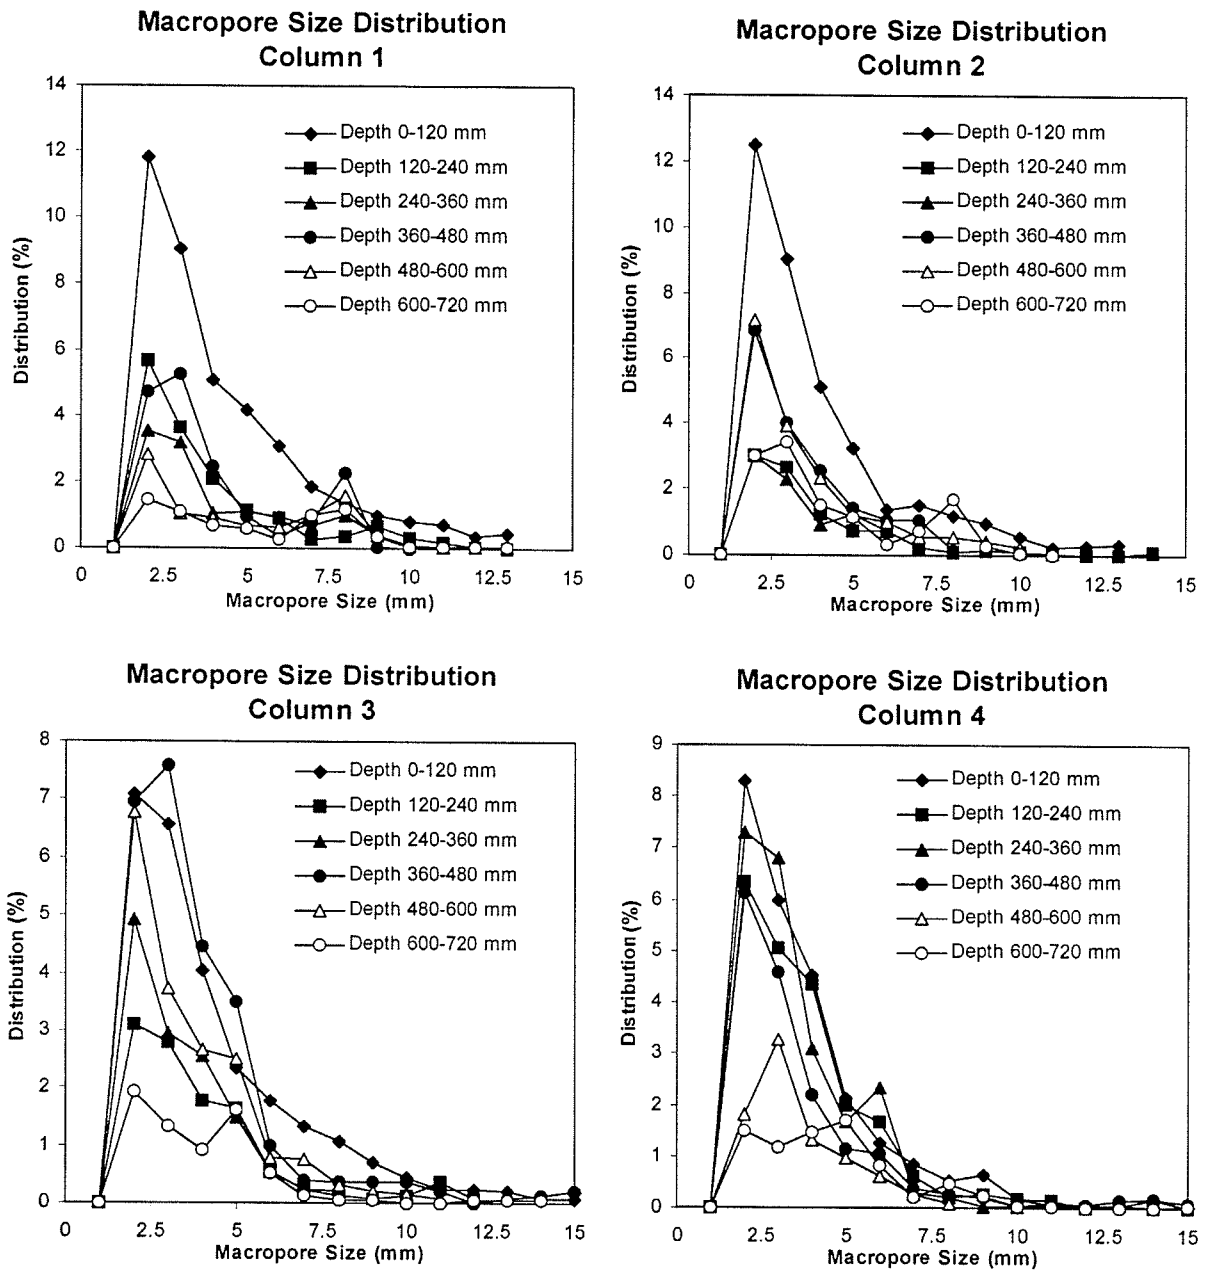 Macropore Size Distribution
Column 1
14
12
10
8
6
4
2
0
Distribution (%)
Depth 0-120 mm
Depth 120-240 mm
Depth 240-360 mm
Depth 360-480 mm
Depth 480-600 mm
Depth 600-720 mm
0 2.5 5 7.5 10 12.5 15
Macropore Size (mm)
Macropore Size Distribution
Column 2
14
12
10
8
6
4
2
0
Distribution (%)
Depth 0-120 mm
Depth 120-240 mm
Depth 240-360 mm
Depth 360-480 mm
Depth 480-600 mm
Depth 600-720 mm
0 2.5 5 7.5 10 12.5 15
Macropore Size (mm)
Macropore Size Distribution
Column 3
8
7
6
5
4
3
2
1
0
Distribution (%)
Depth 0-120 mm
Depth 120-240 mm
Depth 240-360 mm
Depth 360-480 mm
Depth 480-600 mm
Depth 600-720 mm
0 2.5 5 7.5 10 12.5 15
Macropore Size (mm)
Macropore Size Distribution
Column 4
9
8
7
6
5
4
3
2
1
0
Distribution (%)
Depth 0-120 mm
Depth 120-240 mm
Depth 240-360 mm
Depth 360-480 mm
Depth 480-600 mm
Depth 600-720 mm
0 2.5 5 7.5 10 12.5 15
Macropore Size (mm)